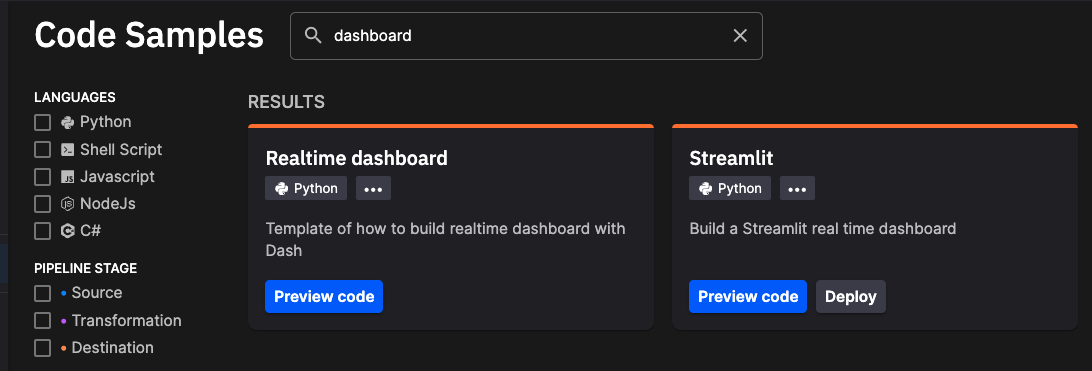 Code Samples
dashboard
LANGUAGES
Python
Shell Script
Javascript
NodeJs
C#
PIPELINE STAGE
Source
Transformation
Destination
RESULTS
Realtime dashboard
Python
Template of how to build realtime dashboard with
Dash
Preview code
Streamlit
Python
Build a Streamlit real time dashboard
Preview code
Deploy